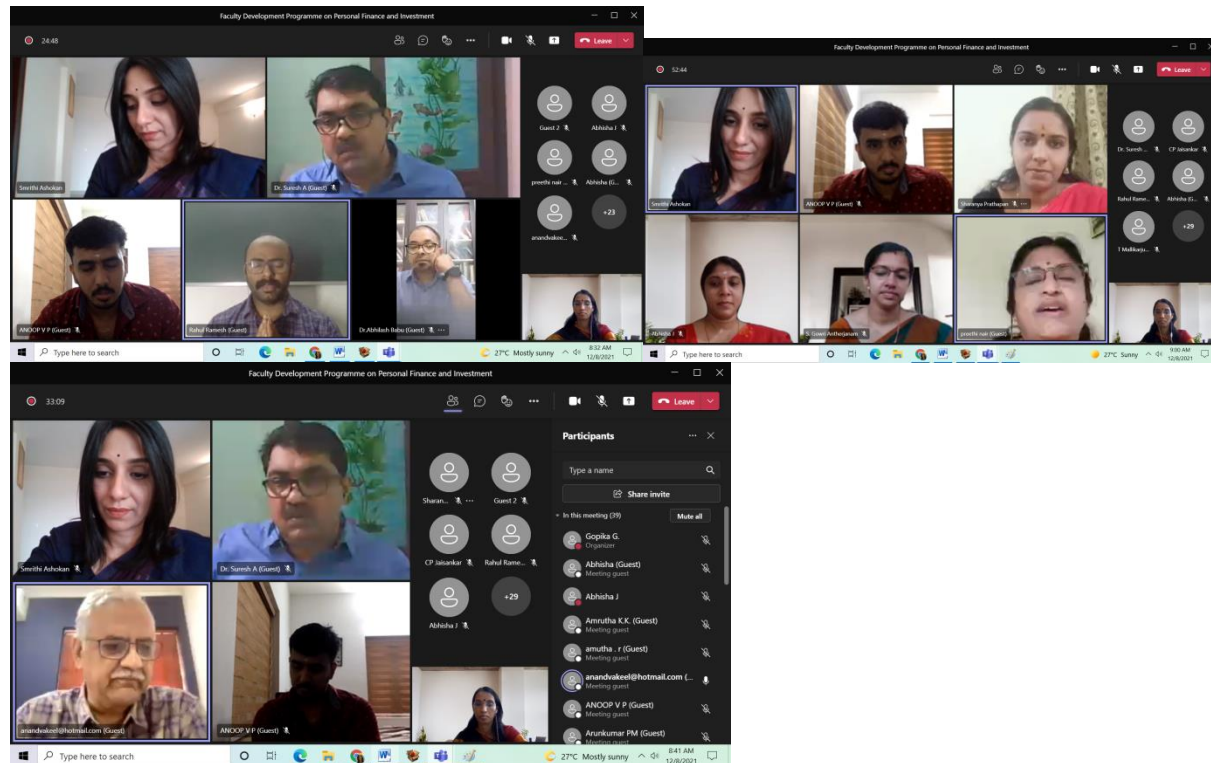 Faculty Development Programme on Personal Finance and Investment
24:48
Leave
Smrithi Ashokan
Dr. Suresh A (Guest)
Guest 2
Abhisha J
preethi nair ...
Abhisha (G...
anandvakee...
+23
ANOOP V P (Guest)
Rahul Ramesh (Guest)
Dr.Abhilash Babu (Guest)
Type here to search
27°C Mostly sunny
8:32 AM
12/8/2021
Faculty Development Programme on Personal Finance and Investment
52:44
Leave
Smrithi Ashokan
ANOOP V P (Guest)
Sharanya Prathapan
Dr. Suresh ...
CP Jaisankar
Rahul Rame...
Abhisha (G...
T Mallikarju...
+29
Abhisha J
S. Gowri Antherjanam
preethi nair (Guest)
Type here to search
27°C Sunny
9:00 AM
12/8/2021
Faculty Development Programme on Personal Finance and Investment
33:09
Leave
Smrithi Ashokan
Dr. Suresh A (Guest)
Sharan...
Guest 2
CP Jaisankar
Rahul Rame...
Abhisha J
+29
anandvakeel@hotmail.com (Guest)
ANOOP V P (Guest)
Participants
Type a name
Share invite
In this meeting (39)
Mute all
Gopika G.
Organizer
Abhisha (Guest)
Meeting guest
Abhisha J
Amrutha K.K. (Guest)
Meeting guest
amutha . r (Guest)
Meeting guest
anandvakeel@hotmail.com (...
Meeting guest
ANOOP V P (Guest)
Meeting guest
Arunkumar PM (Guest)
Meeting guest
Type here to search
27°C Mostly sunny
8:41 AM
12/8/2021